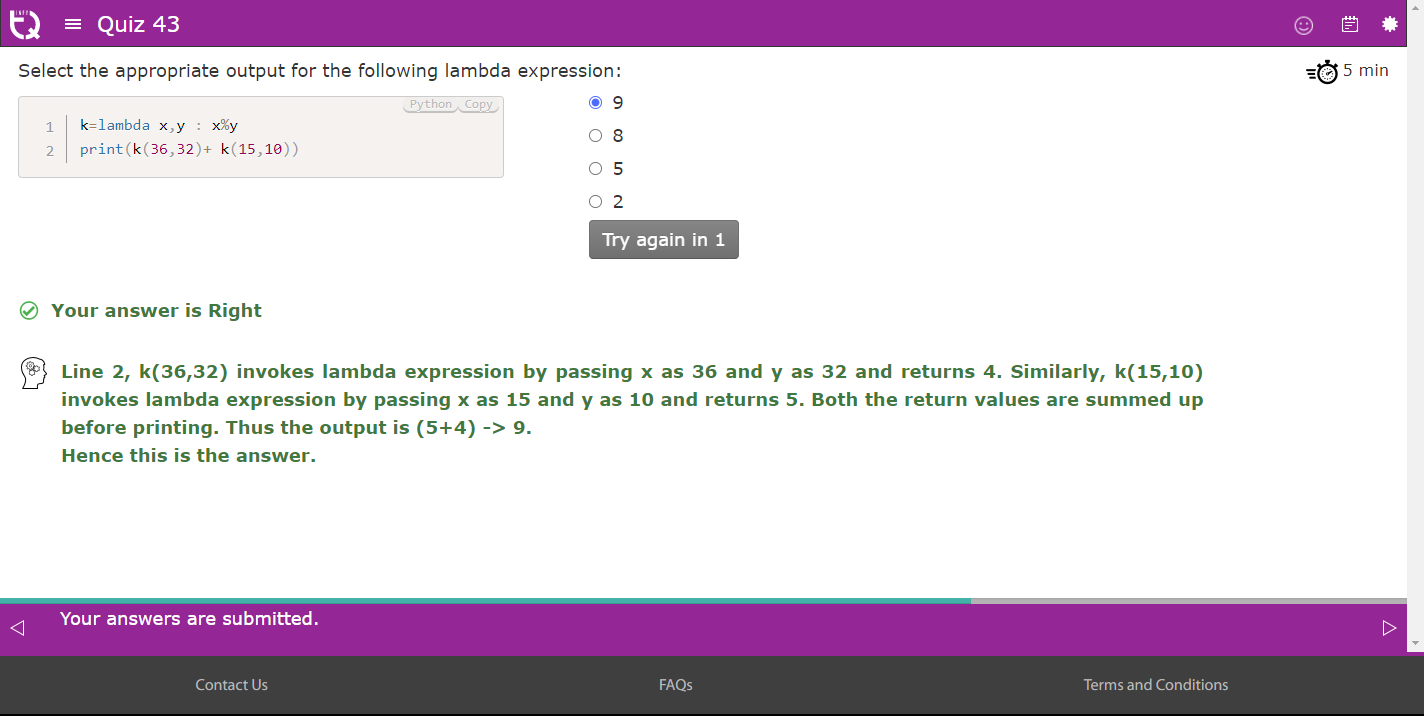 INFY
TQ
Quiz 43
Select the appropriate output for the following lambda expression:
5 min
Python Copy
1 k=lambda x,y : x%y
2 print(k(36,32)+ k(15,10))
9
8
5
2
Try again in 1
Your answer is Right
Line 2, k(36,32) invokes lambda expression by passing x as 36 and y as 32 and returns 4. Similarly, k(15,10)
invokes lambda expression by passing x as 15 and y as 10 and returns 5. Both the return values are summed up
before printing. Thus the output is (5+4) -> 9.
Hence this is the answer.
Your answers are submitted.
Contact Us
FAQs
Terms and Conditions